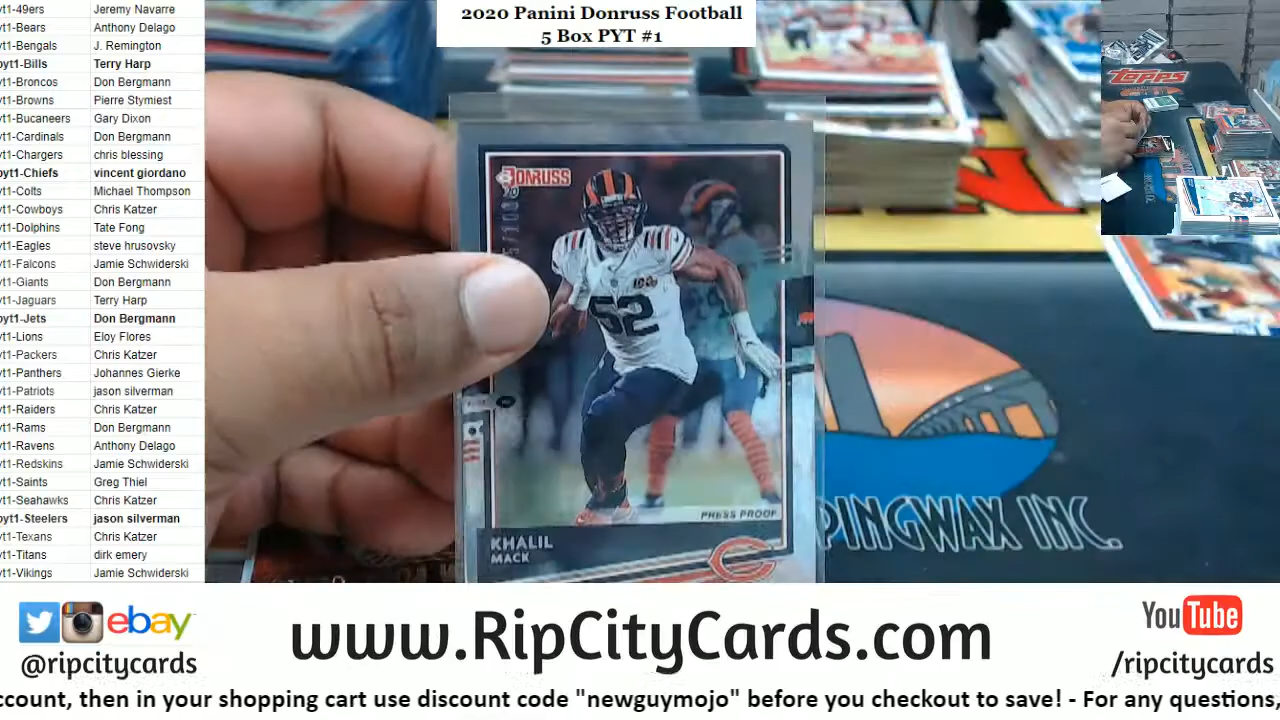 yt1-49ers Jeremy Navarre
yt1-Bears Anthony Delago
yt1-Bengals J. Remington
pyt1-Bills Terry Harp
yt1-Broncos Don Bergmann
yt1-Browns Pierre Stymiest
yt1-Bucaneers Gary Dixon
yt1-Cardinals Don Bergmann
yt1-Chargers chris blessing
pyt1-Chiefs vincent giordano
yt1-Colts Michael Thompson
yt1-Cowboys Chris Katzer
yt1-Dolphins Tate Fong
yt1-Eagles steve hrusovsky
yt1-Falcons Jamie Schwiderski
yt1-Giants Don Bergmann
yt1-Jaguars Terry Harp
pyt1-Jets Don Bergmann
yt1-Lions Eloy Flores
yt1-Packers Chris Katzer
yt1-Panthers Johannes Gierke
yt1-Patriots jason silverman
yt1-Raiders Chris Katzer
yt1-Rams Don Bergmann
yt1-Ravens Anthony Delago
yt1-Redskins Jamie Schwiderski
yt1-Saints Greg Thiel
yt1-Seahawks Chris Katzer
pyt1-Steelers jason silverman
yt1-Texans Chris Katzer
yt1-Titans dirk emery
yt1-Vikings Jamie Schwiderski
2020 Panini Donruss Football
5 Box PYT #1
Topps
DONRUSS
52
PRESS PROOF
KHALIL
MACK
PINGWAX INC.
ebay
@ripcitycards
www.RipCityCards.com
YouTube
/ripcitycards
ccount, then in your shopping cart use discount code "newguymojo" before you checkout to save! - For any questions,